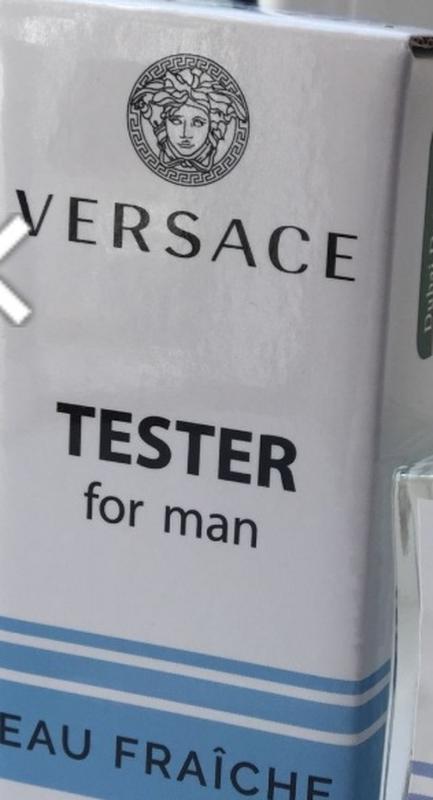 VERSACE
TESTER
for man
EAU FRAÎCHE